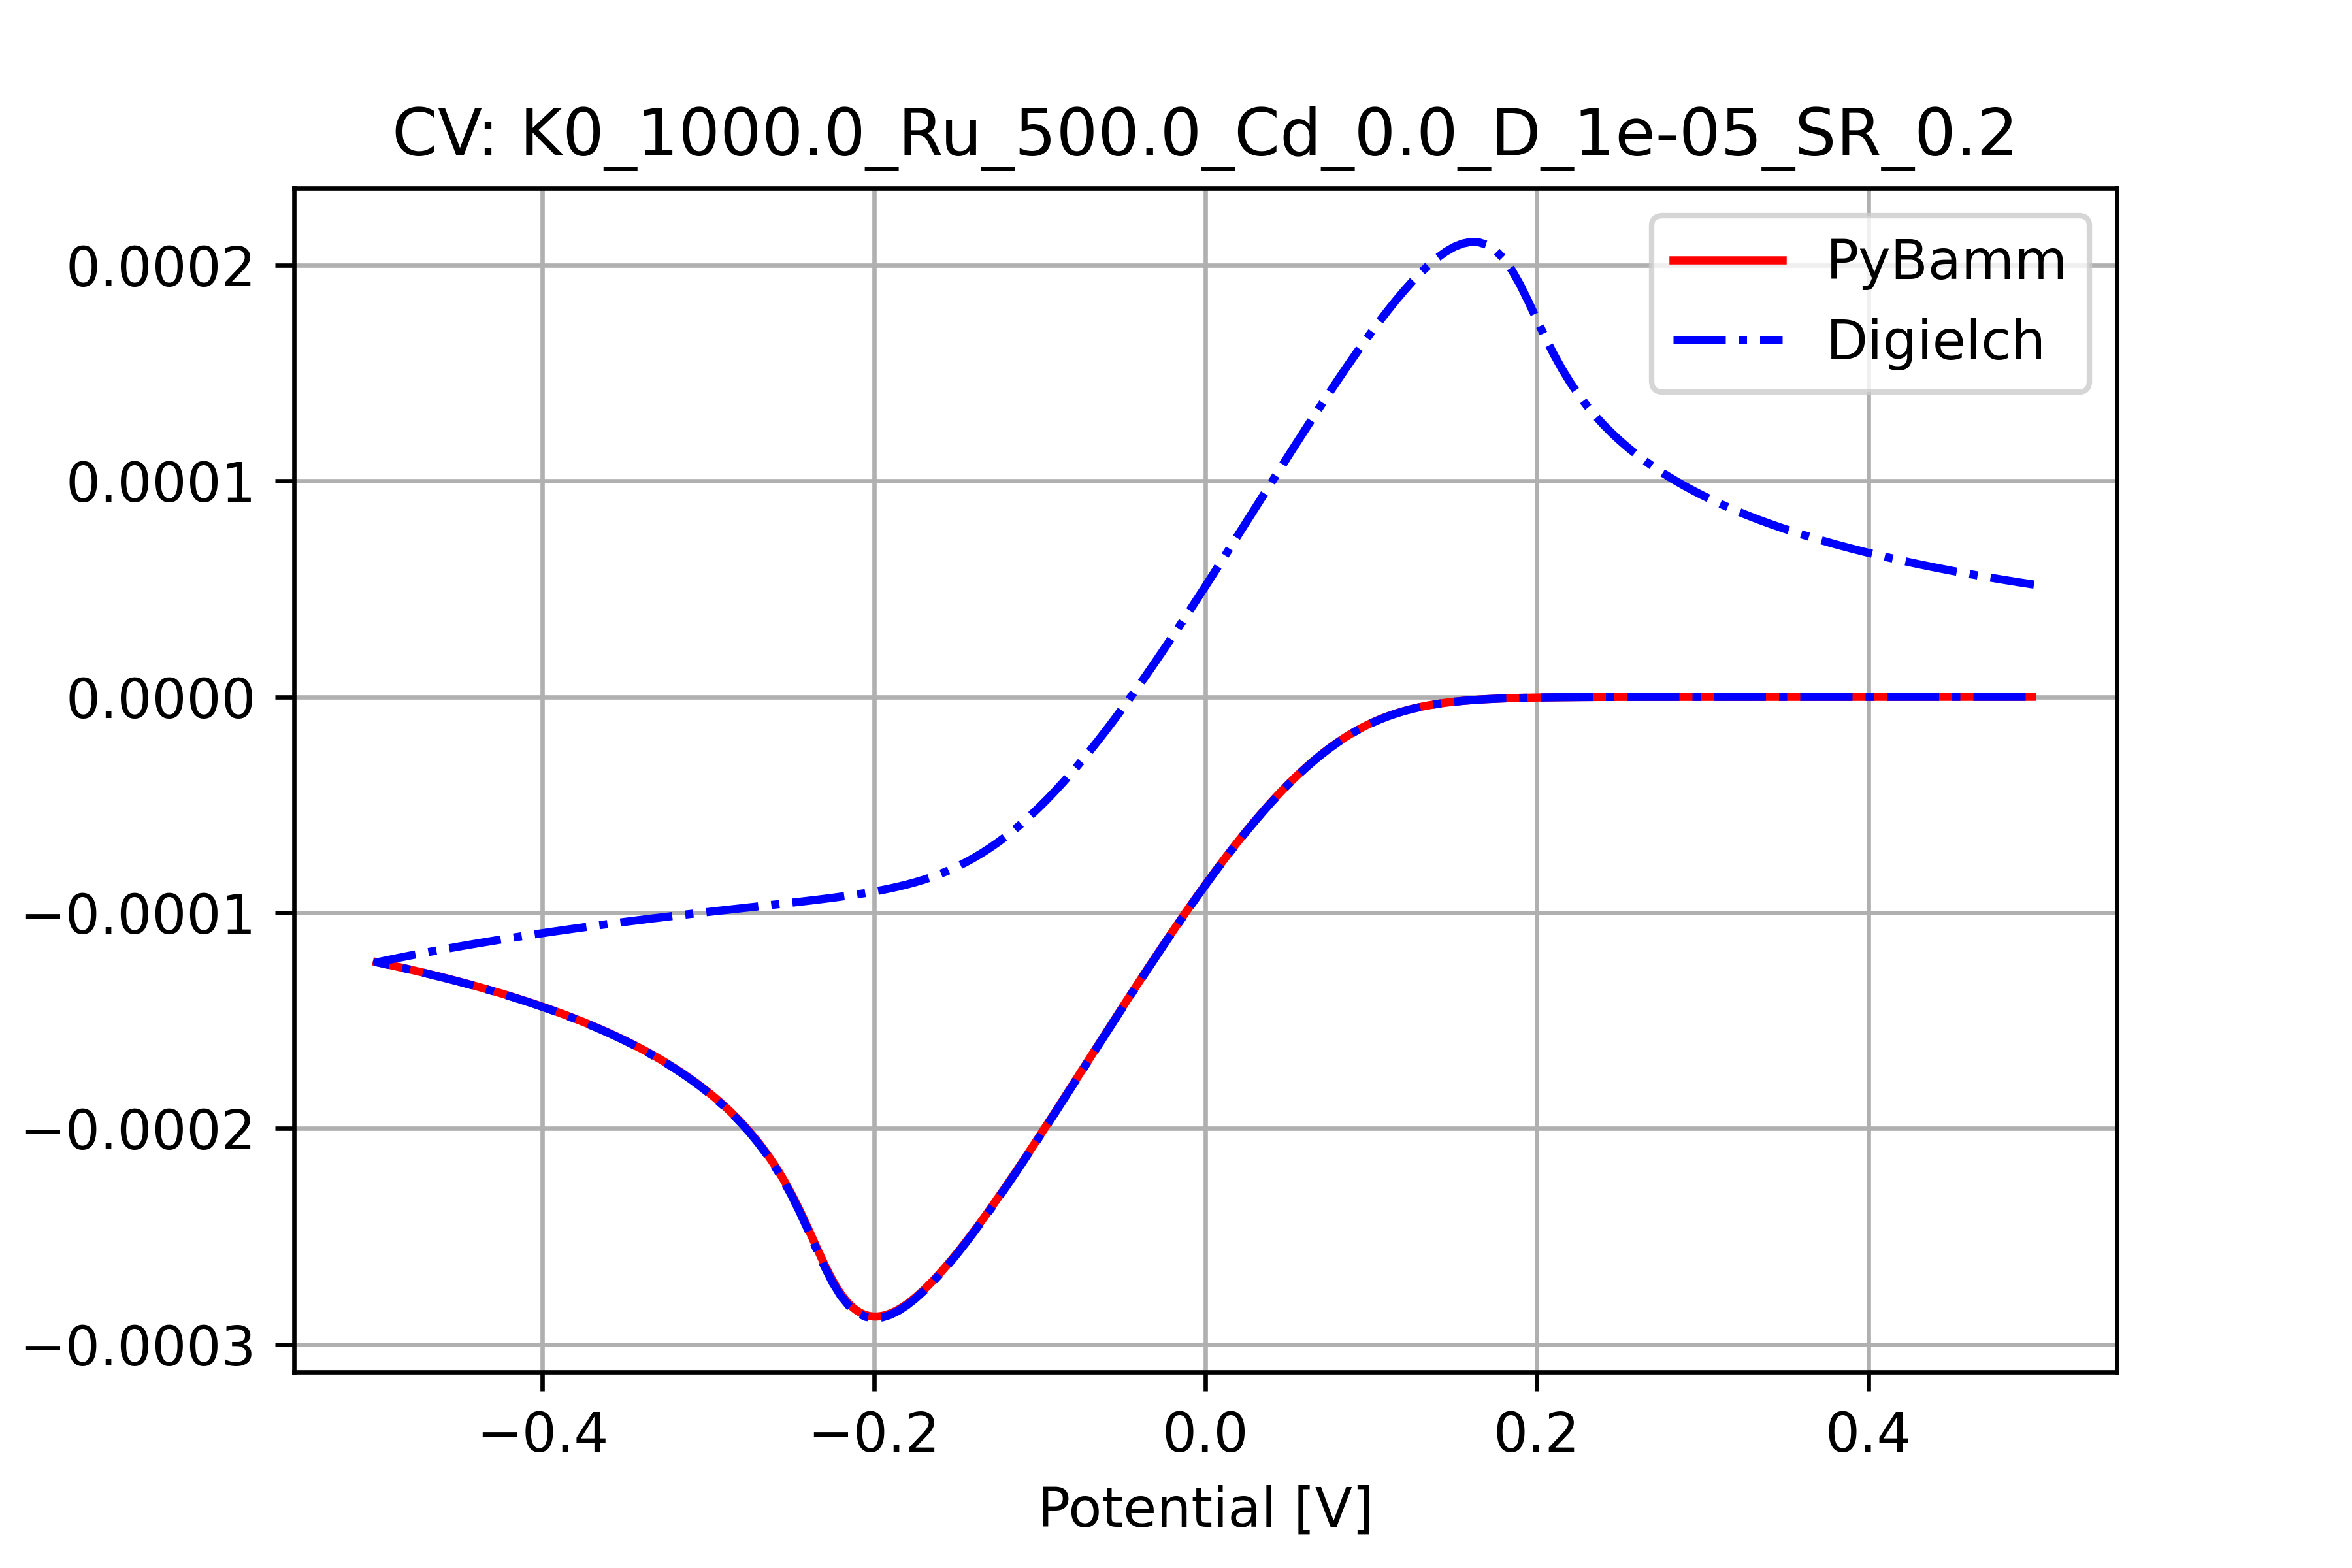 CV: K0_1000.0_Ru_500.0_Cd_0.0_D_1e-05_SR_0.2
PyBamm
Digielch
0.0002
0.0001
0.0000
−0.0001
−0.0002
−0.0003
−0.4 −0.2 0.0 0.2 0.4
Potential [V]